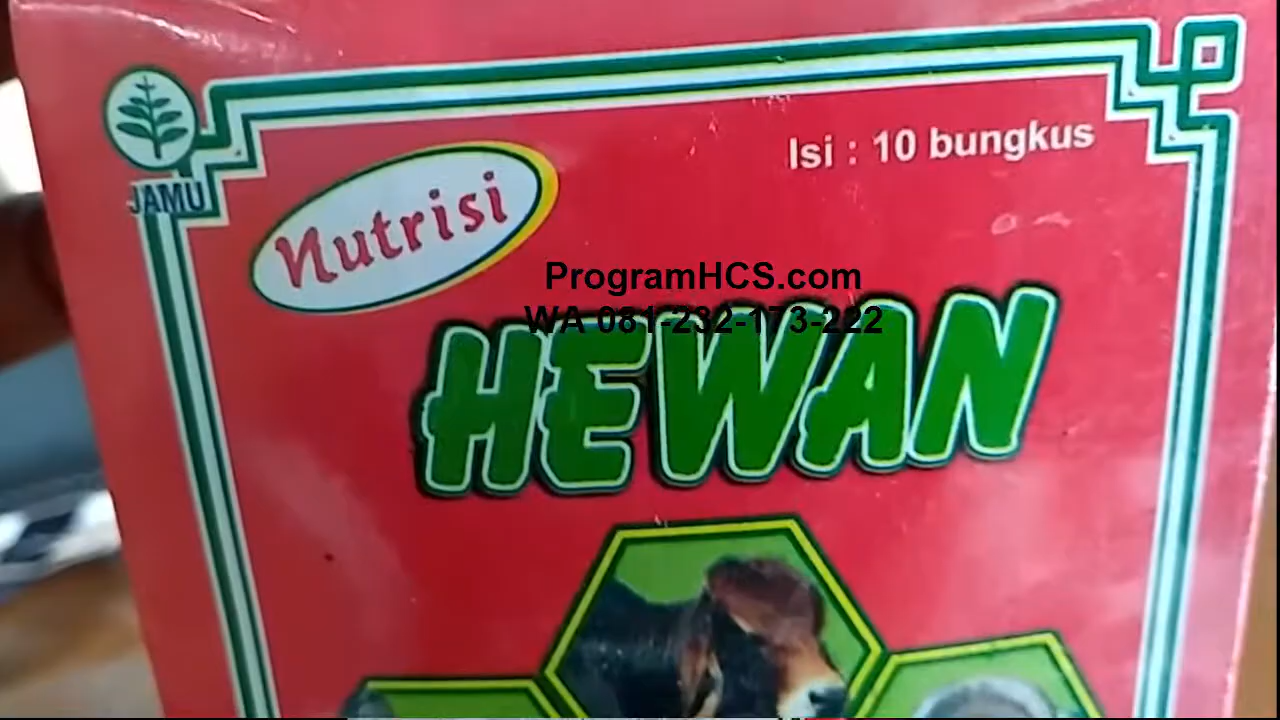 JAMU
Isi : 10 bungkus
Nutrisi
ProgramHCS.com
WA 081-232-173-222
HEWAN